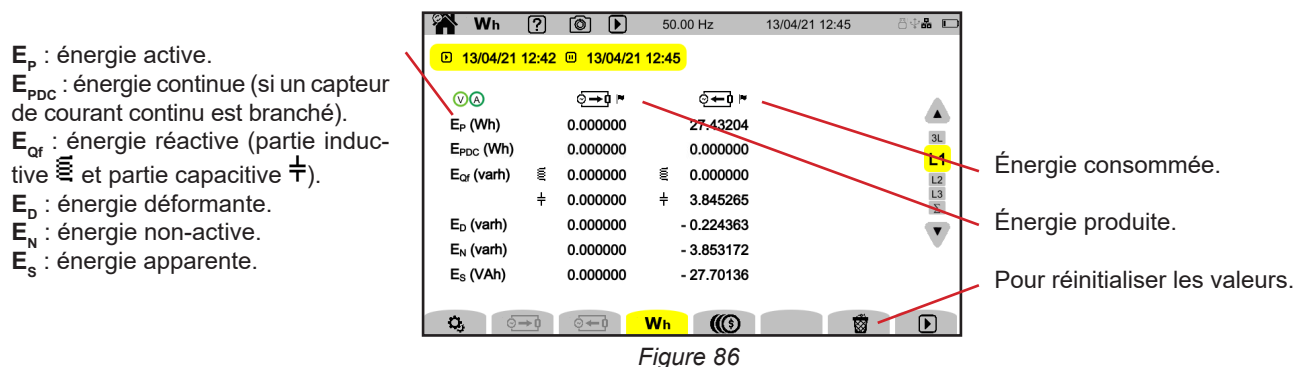 Wh ? 50.00 Hz 13/04/21 12:45
13/04/21 12:42 13/04/21 12:45
E_P : énergie active.
E_PDC : énergie continue (si un capteur
de courant continu est branché).
E_Qf : énergie réactive (partie induc-
tive et partie capacitive).
E_D : énergie déformante.
E_N : énergie non-active.
E_S : énergie apparente.
V A
E_P (Wh) 0.000000 27.43204
E_PDC (Wh) 0.000000 0.000000
E_Qf (varh) 0.000000 0.000000
0.000000 3.845265
E_D (varh) 0.000000 - 0.224363
E_N (varh) 0.000000 - 3.853172
E_S (VAh) 0.000000 - 27.70136
3L
L1
L2
L3
Σ
Énergie consommée.
Énergie produite.
Pour réinitialiser les valeurs.
Wh $
Figure 86